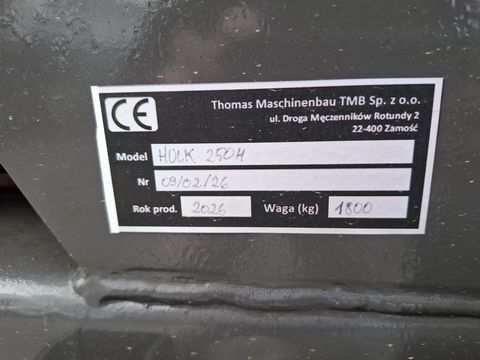 CE
Thomas Maschinenbau TMB Sp. z o.o.
ul. Droga Męczenników Rotundy 2
22-400 Zamość
Model HULK 250H
Nr 09/02/26
Rok prod. 2026 Waga (kg) 1800